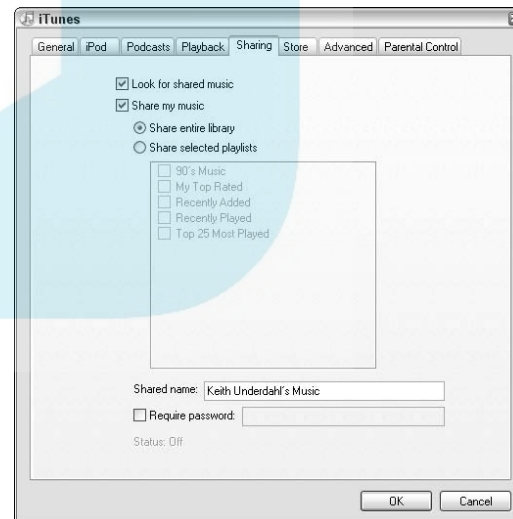 iTunes
General iPod Podcasts Playback Sharing Store Advanced Parental Control
Look for shared music
Share my music
Share entire library
Share selected playlists
90's Music
My Top Rated
Recently Added
Recently Played
Top 25 Most Played
Shared name: Keith Underdahl's Music
Require password:
Status: Off
OK Cancel